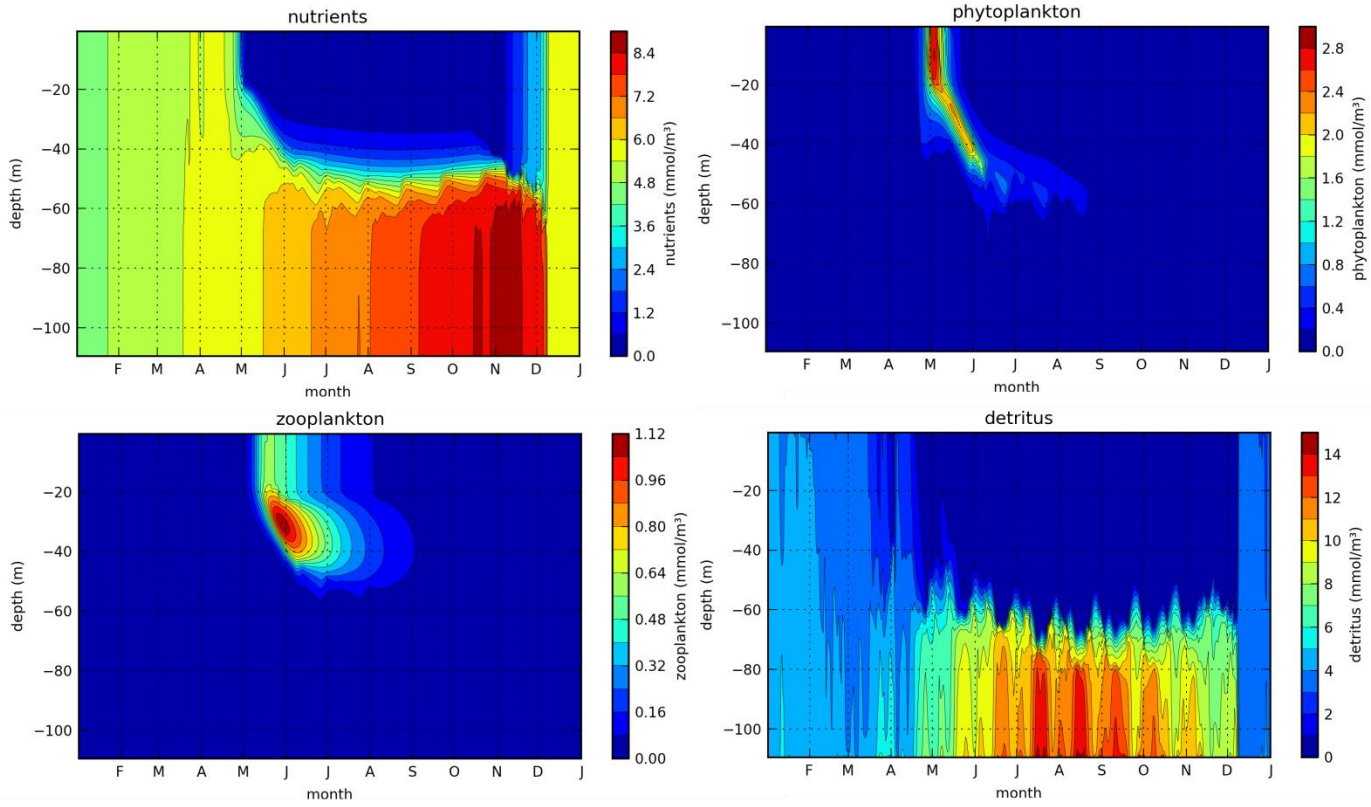 nutrients
−20
−40
−60
−80
−100
depth (m)
F M A M J J A S O N D J
month
8.4
7.2
6.0
4.8
3.6
2.4
1.2
0.0
nutrients (mmol/m³)
phytoplankton
−20
−40
−60
−80
−100
depth (m)
F M A M J J A S O N D J
month
2.8
2.4
2.0
1.6
1.2
0.8
0.4
0.0
phytoplankton (mmol/m³)
zooplankton
−20
−40
−60
−80
−100
depth (m)
F M A M J J A S O N D J
month
1.12
0.96
0.80
0.64
0.48
0.32
0.16
0.00
zooplankton (mmol/m³)
detritus
−20
−40
−60
−80
−100
depth (m)
F M A M J J A S O N D J
month
14
12
10
8
6
4
2
0
detritus (mmol/m³)